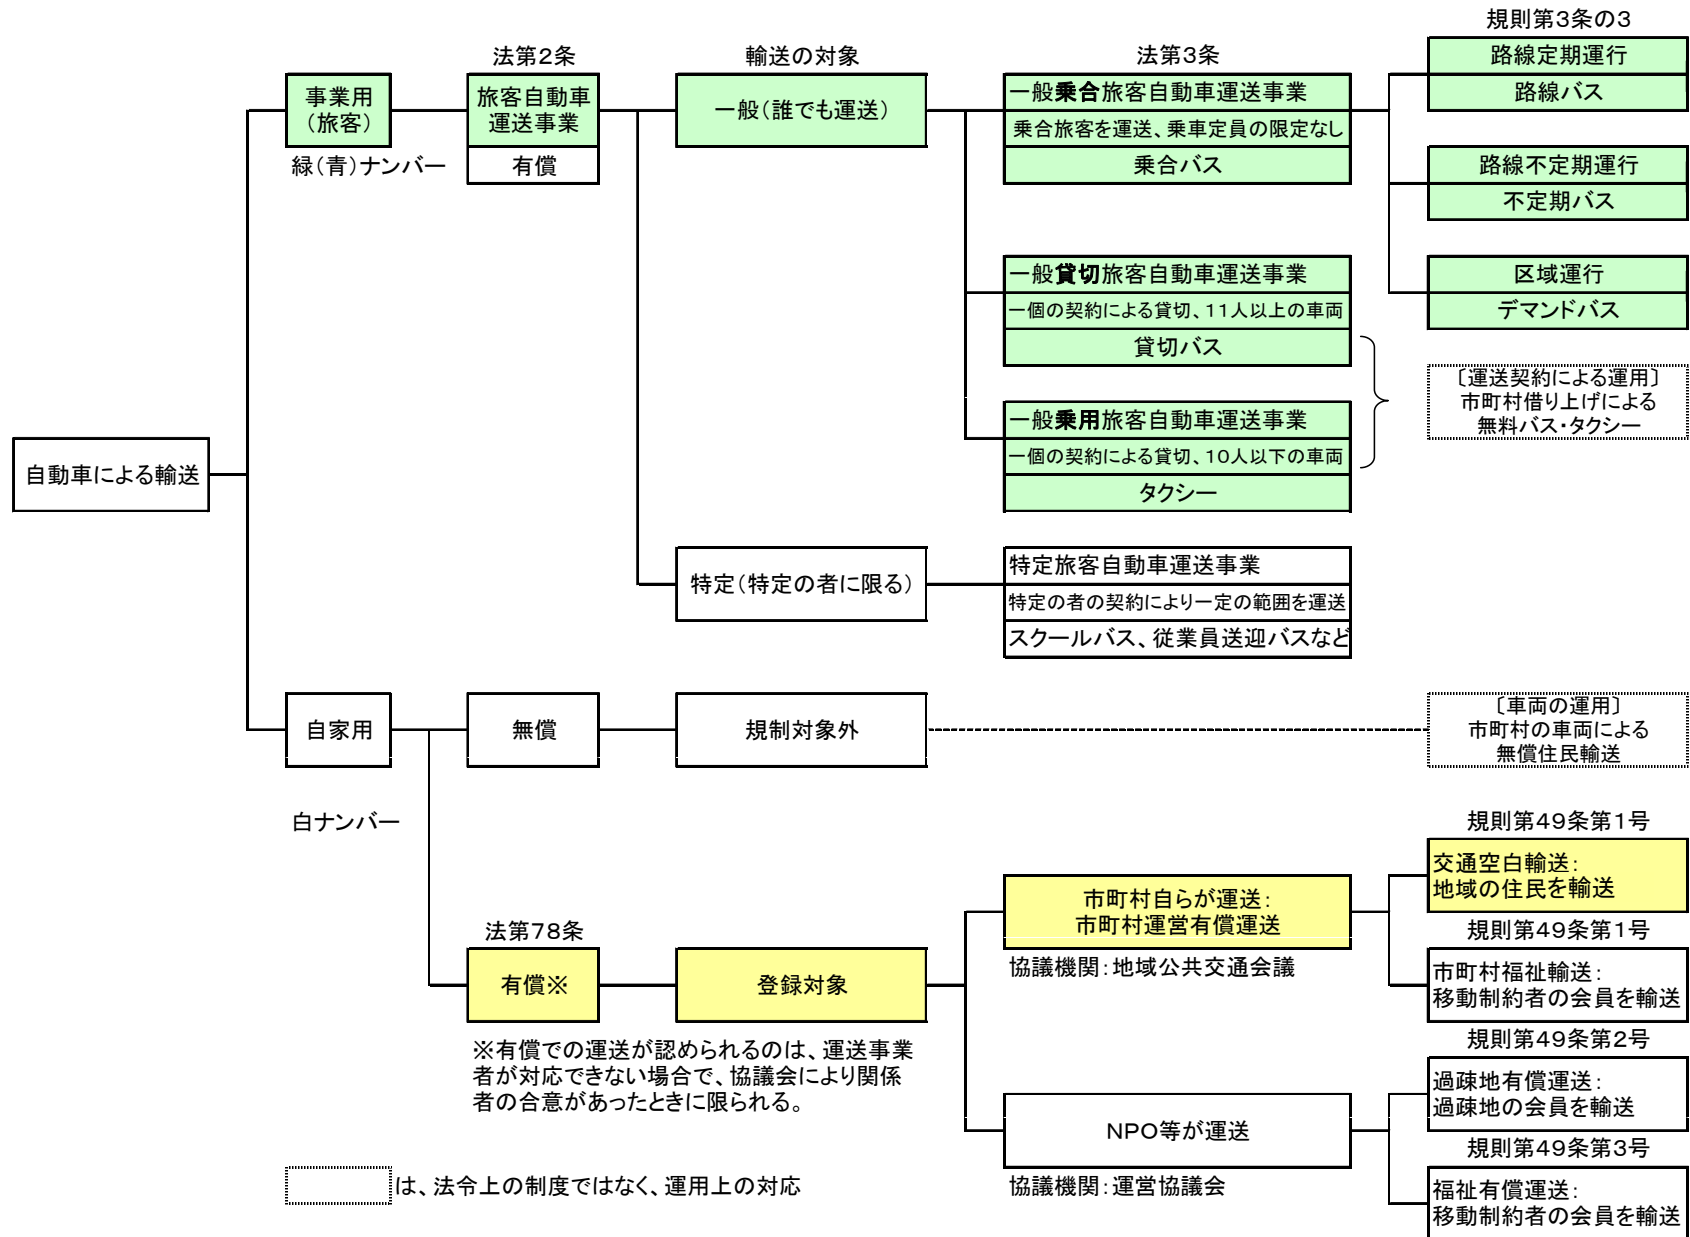 規則第3条の3
法第2条
輸送の対象
法第3条
路線定期運行
路線バス
事業用
（旅客）
旅客自動車
運送事業
有償
一般（誰でも運送）
一般乗合旅客自動車運送事業
乗合旅客を運送、乗車定員の限定なし
乗合バス
緑（青）ナンバー
路線不定期運行
不定期バス
一般貸切旅客自動車運送事業
一個の契約による貸切、11人以上の車両
貸切バス
区域運行
デマンドバス
〔運送契約による運用〕
市町村借り上げによる
無料バス・タクシー
一般乗用旅客自動車運送事業
一個の契約による貸切、10人以下の車両
タクシー
自動車による輸送
特定（特定の者に限る）
特定旅客自動車運送事業
特定の者の契約により一定の範囲を運送
スクールバス、従業員送迎バスなど
自家用
無償
規制対象外
〔車両の運用〕
市町村の車両による
無償住民輸送
白ナンバー
規則第49条第1号
交通空白輸送：
地域の住民を輸送
市町村自らが運送：
市町村運営有償運送
協議機関：地域公共交通会議
法第78条
有償※
登録対象
規則第49条第1号
市町村福祉輸送：
移動制約者の会員を輸送
※有償での運送が認められるのは、運送事業
者が対応できない場合で、協議会により関係
者の合意があったときに限られる。
規則第49条第2号
過疎地有償運送：
過疎地の会員を輸送
NPO等が運送
協議機関：運営協議会
規則第49条第3号
福祉有償運送：
移動制約者の会員を輸送
は、法令上の制度ではなく、運用上の対応